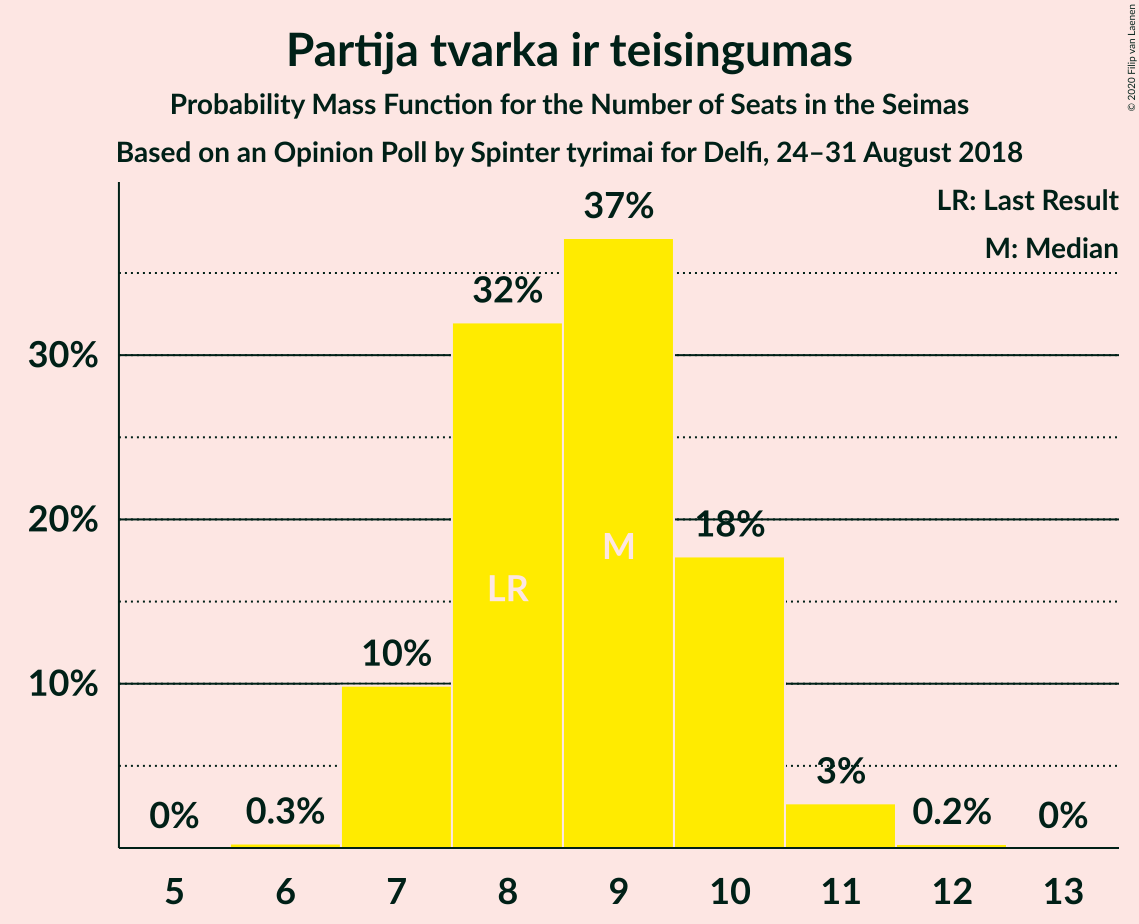 Partija tvarka ir teisingumas
Probability Mass Function for the Number of Seats in the Seimas
Based on an Opinion Poll by Spinter tyrimai for Delfi, 24–31 August 2018
© 2020 Filip van Laenen
LR: Last Result
M: Median
30%
20%
10%
0%
0.3%
10%
32%
37%
18%
3%
0.2%
0%
LR
M
5 6 7 8 9 10 11 12 13